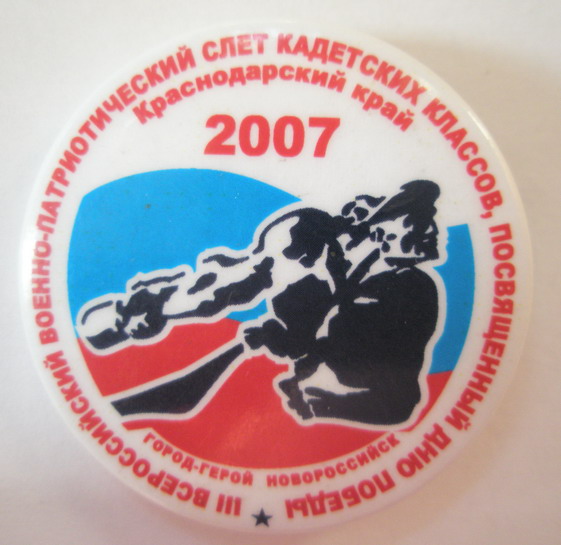 III ВСЕРОССИЙСКИЙ ВОЕННО-ПАТРИОТИЧЕСКИЙ СЛЕТ КАДЕТСКИХ КЛАССОВ, ПОСВЯЩЕННЫЙ ДНЮ ПОБЕДЫ
Краснодарский край
2007
ГОРОД-ГЕРОЙ НОВОРОССИЙСК